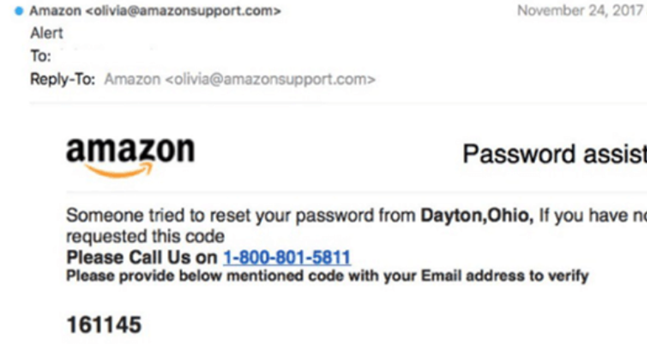 Amazon <olivia@amazonsupport.com> November 24, 2017
Alert
To:
Reply-To: Amazon <olivia@amazonsupport.com>
amazon Password assist
Someone tried to reset your password from Dayton,Ohio, If you have no
requested this code
Please Call Us on 1-800-801-5811
Please provide below mentioned code with your Email address to verify
161145